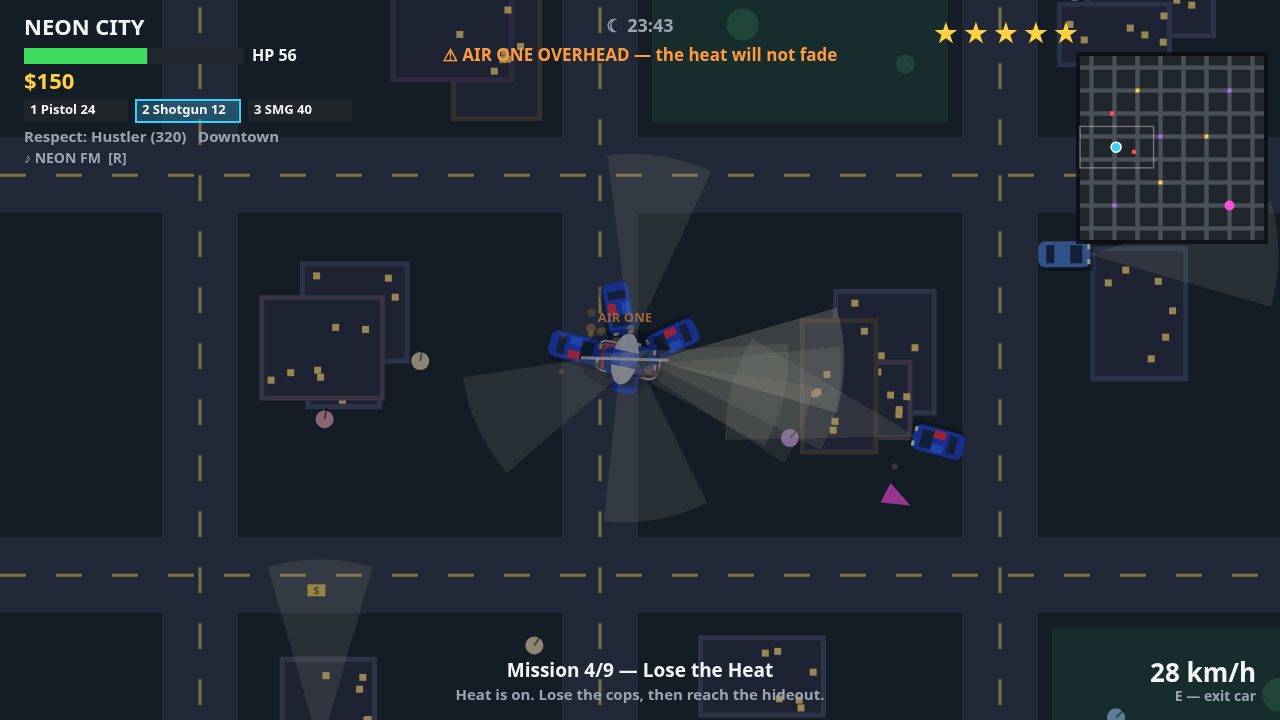 NEON CITY
☾ 23:43
★ ★ ★ ★ ★
HP 56
⚠ AIR ONE OVERHEAD — the heat will not fade
$150
1 Pistol 24
2 Shotgun 12
3 SMG 40
Respect: Hustler (320) Downtown
♪ NEON FM [R]
AIR ONE
$
Mission 4/9 — Lose the Heat
Heat is on. Lose the cops, then reach the hideout.
28 km/h
E — exit car